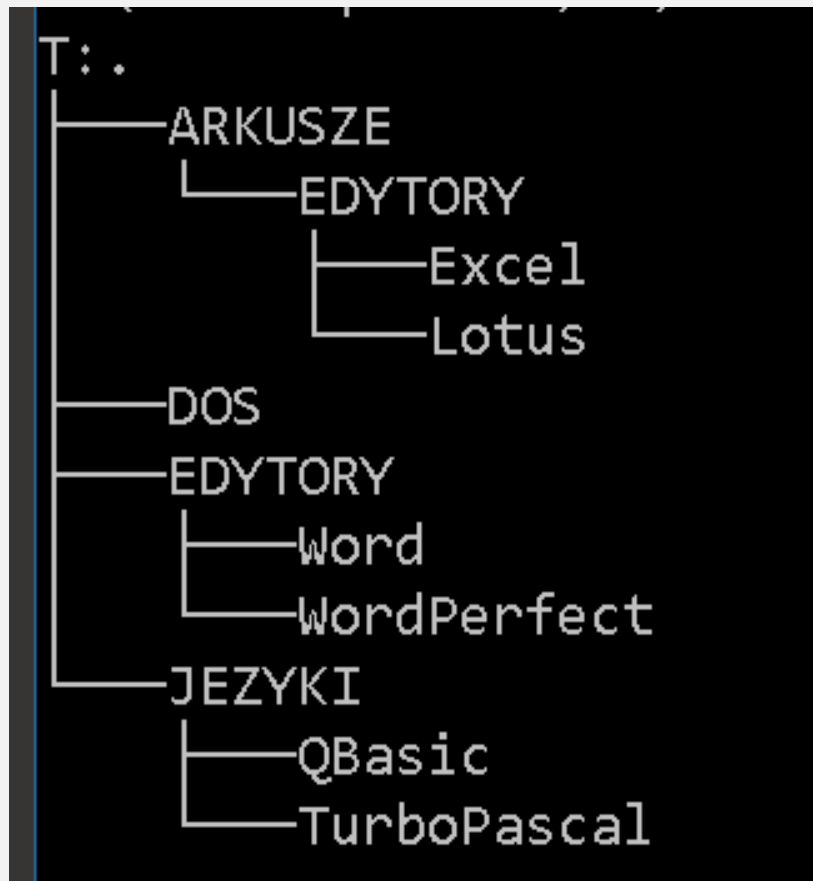 T:.
ARKUSZE
EDYTORY
Excel
Lotus
DOS
EDYTORY
Word
WordPerfect
JEZYKI
QBasic
TurboPascal